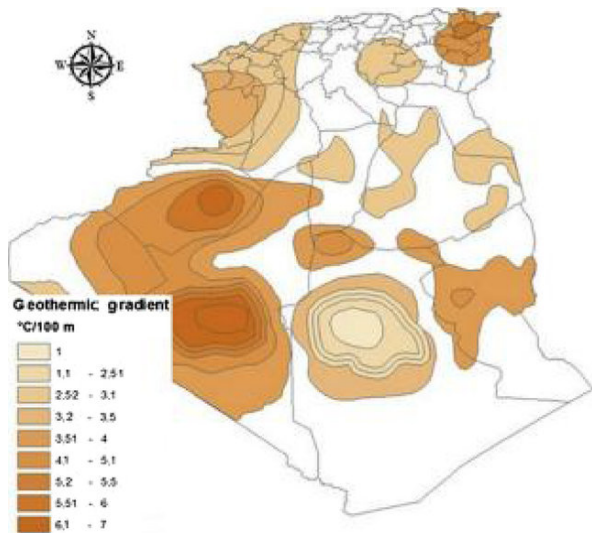 N
W E
S
Geothermic gradient
°C/100 m
1
1,1 - 2,51
2,52 - 3,1
3,2 - 3,5
3,51 - 4
4,1 - 5,1
5,2 - 5,5
5,51 - 6
6,1 - 7